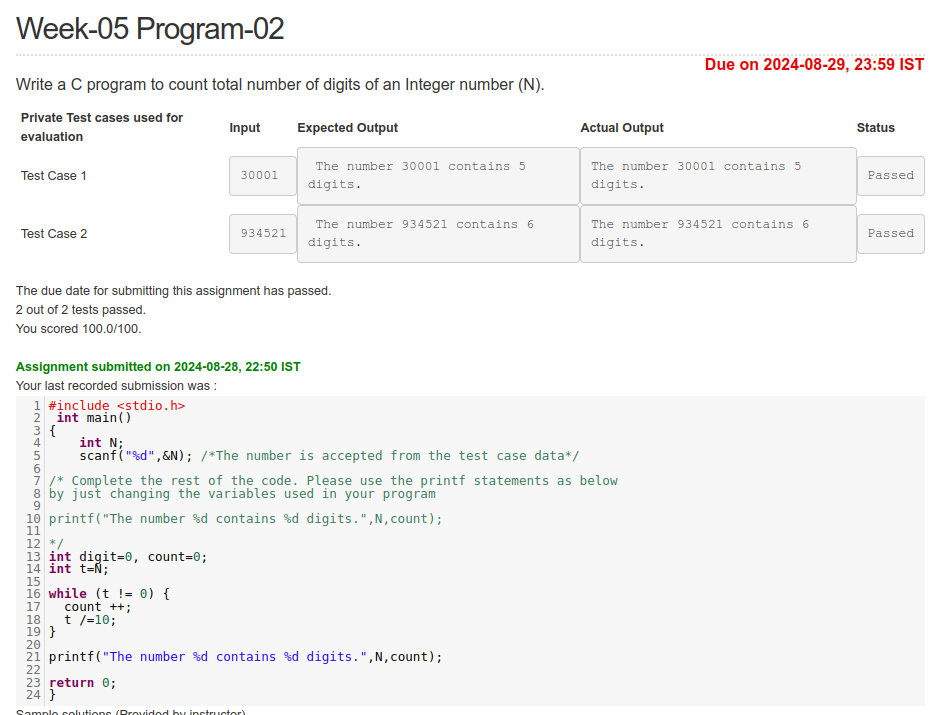 Week-05 Program-02
Due on 2024-08-29, 23:59 IST
Write a C program to count total number of digits of an Integer number (N).
Private Test cases used for
evaluation
Input
Expected Output
Actual Output
Status
Test Case 1
30001
The number 30001 contains 5
digits.
The number 30001 contains 5
digits.
Passed
Test Case 2
934521
The number 934521 contains 6
digits.
The number 934521 contains 6
digits.
Passed
The due date for submitting this assignment has passed.
2 out of 2 tests passed.
You scored 100.0/100.
Assignment submitted on 2024-08-28, 22:50 IST
Your last recorded submission was :
1 #include <stdio.h>
2  int main()
3 {
4     int N;
5     scanf("%d",&N); /*The number is accepted from the test case data*/
6
7 /* Complete the rest of the code. Please use the printf statements as below
8 by just changing the variables used in your program
9
10 printf("The number %d contains %d digits.",N,count);
11
12 */
13 int digit=0, count=0;
14 int t=N;
15
16 while (t != 0) {
17   count ++;
18   t /=10;
19 }
20
21 printf("The number %d contains %d digits.",N,count);
22
23 return 0;
24 }
Sample solutions (Provided by instructor)